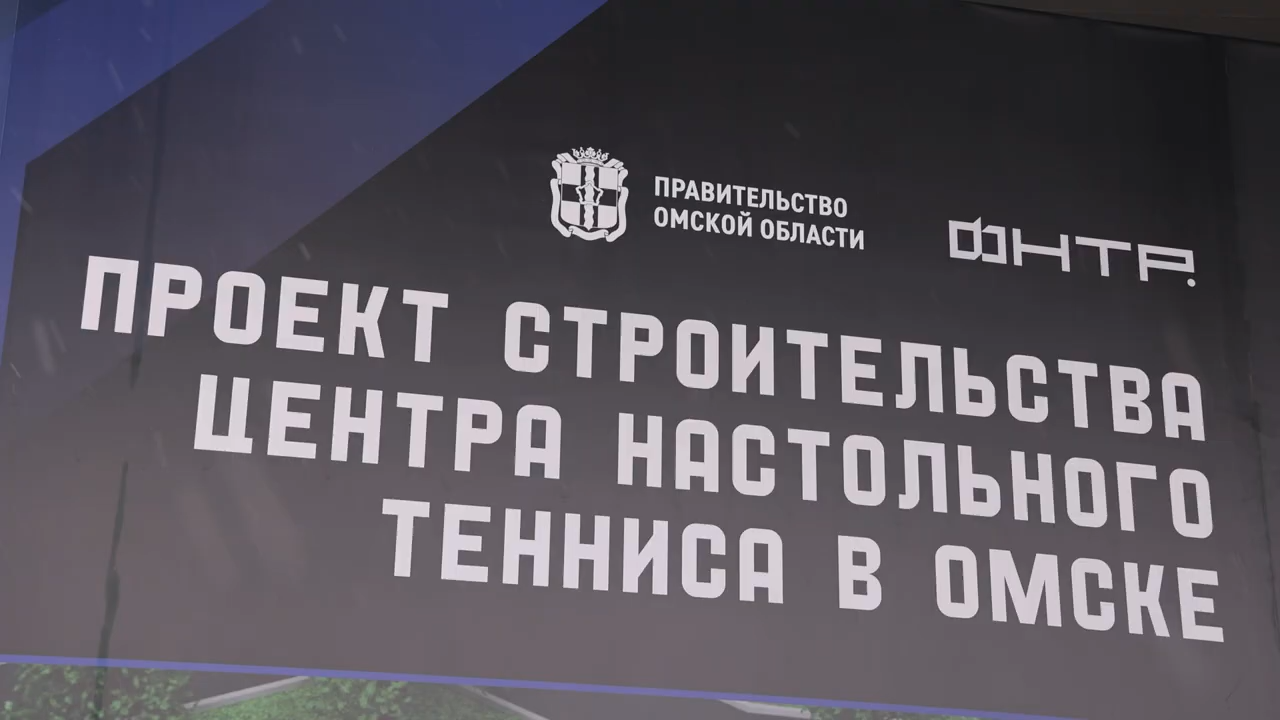 ПРАВИТЕЛЬСТВО
ОМСКОЙ ОБЛАСТИ
ФНТР.
ПРОЕКТ СТРОИТЕЛЬСТВА
ЦЕНТРА НАСТОЛЬНОГО
ТЕННИСА В ОМСКЕ